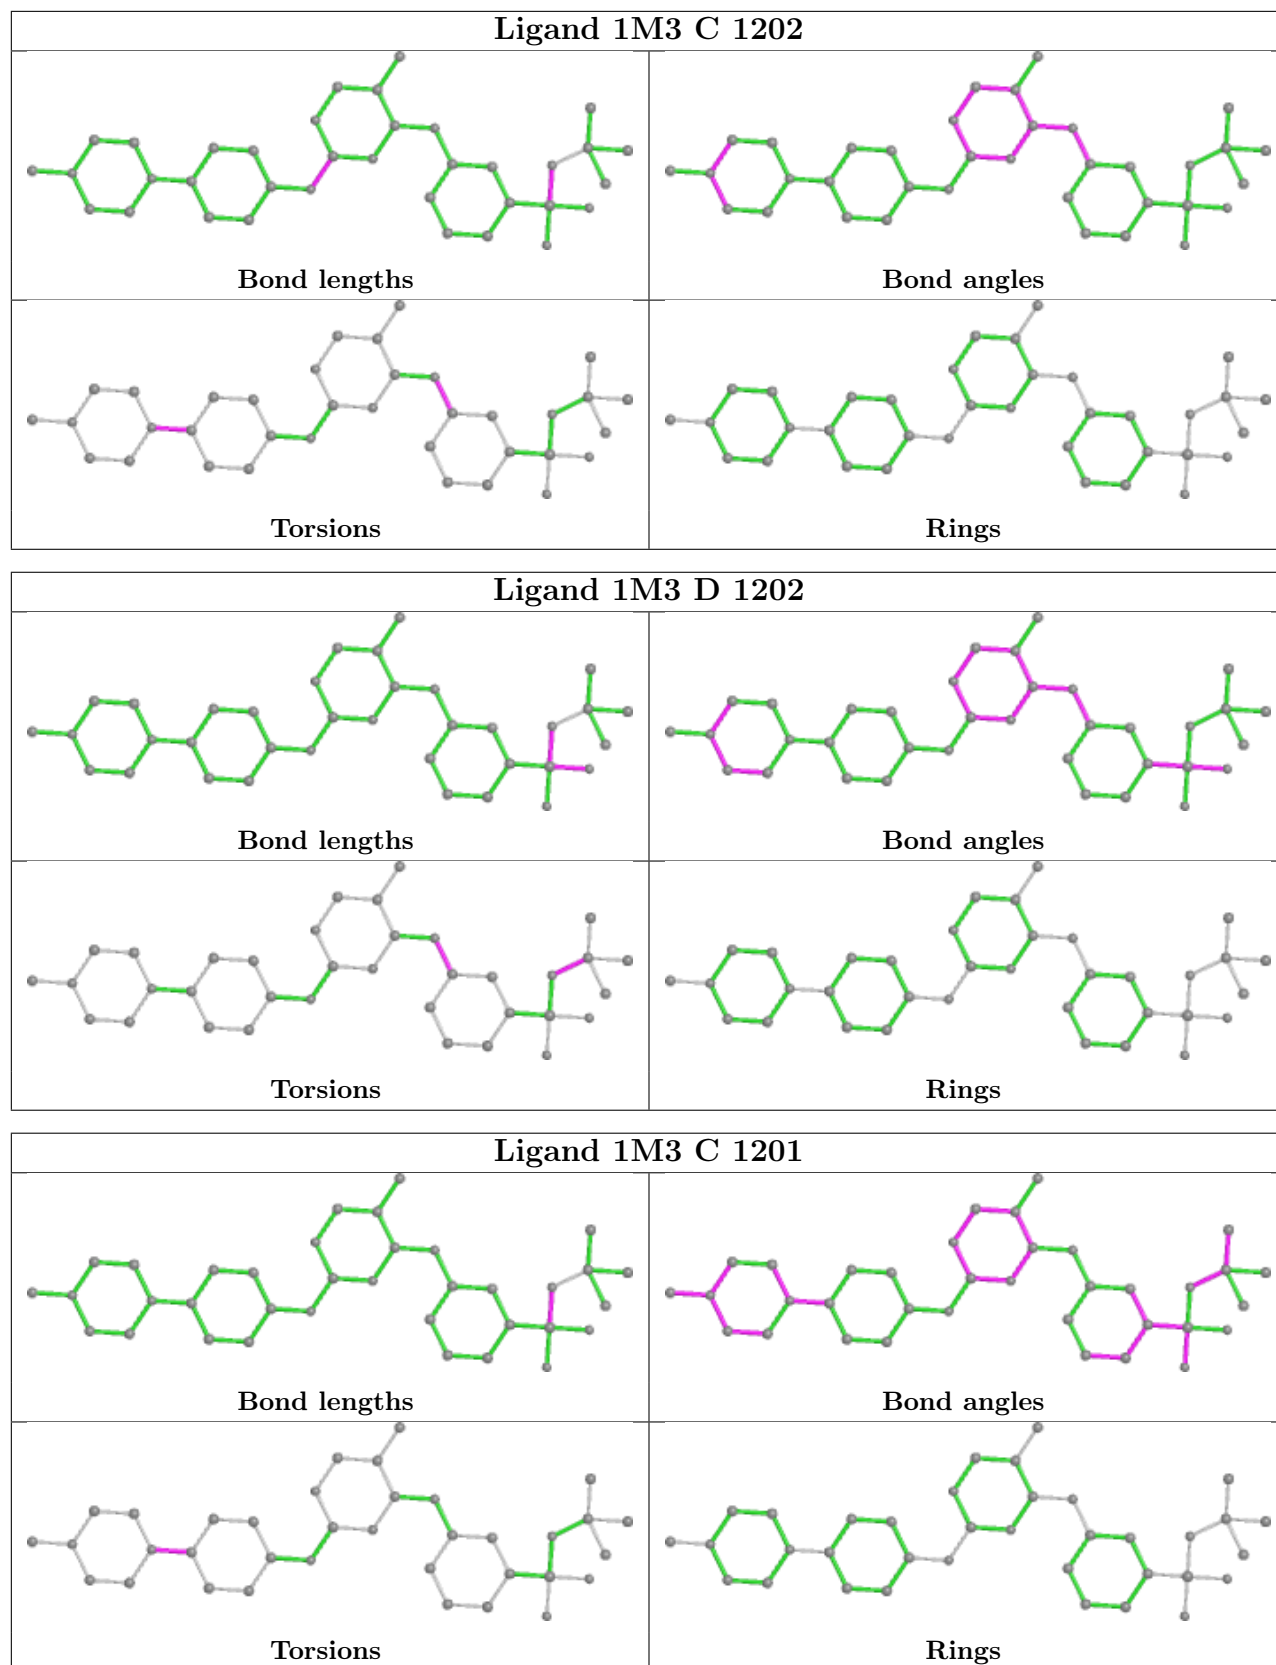 Ligand 1M3 C 1202
Bond lengths
Bond angles
Torsions
Rings
Ligand 1M3 D 1202
Bond lengths
Bond angles
Torsions
Rings
Ligand 1M3 C 1201
Bond lengths
Bond angles
Torsions
Rings